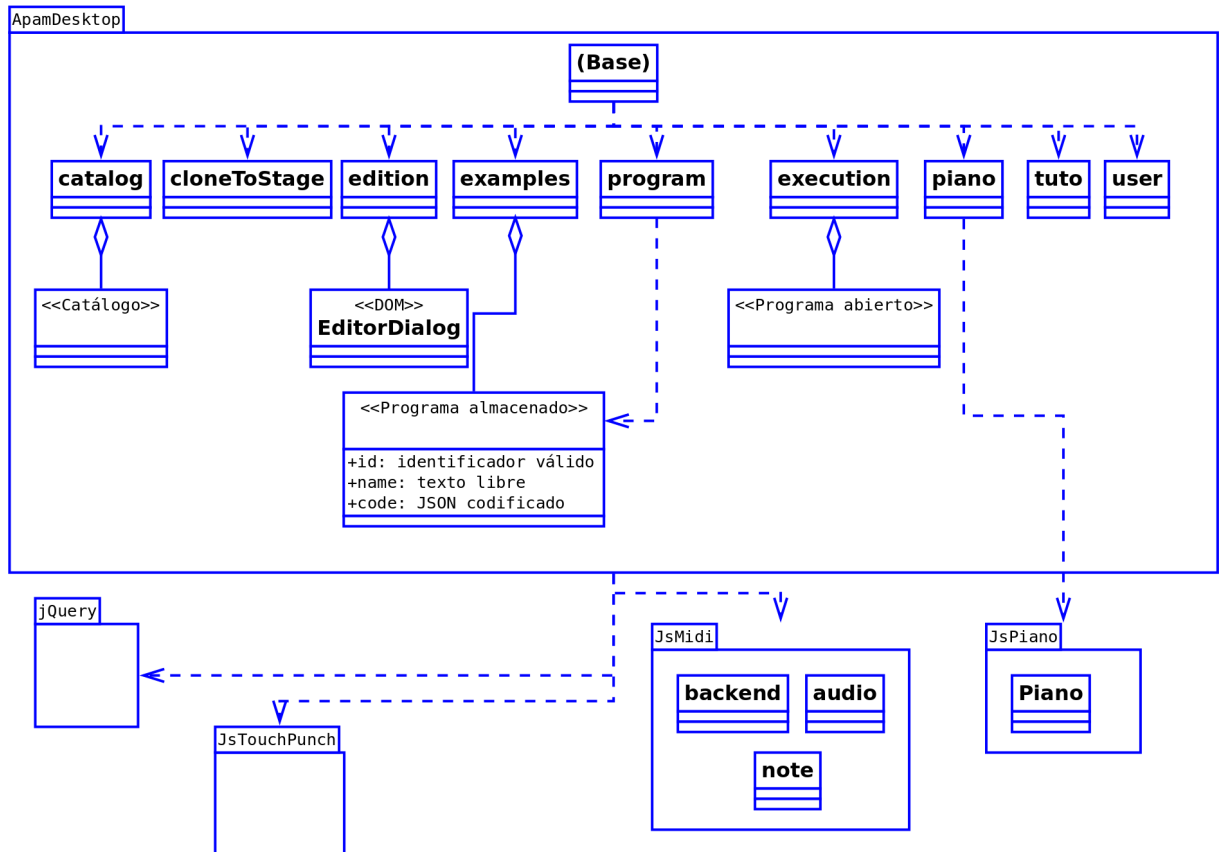 ApamDesktop
(Base)
catalog
cloneToStage
edition
examples
program
execution
piano
tuto
user
<<Catálogo>>
<<DOM>>
EditorDialog
<<Programa abierto>>
<<Programa almacenado>>
+id: identificador válido
+name: texto libre
+code: JSON codificado
jQuery
JsTouchPunch
JsMidi
backend
audio
note
JsPiano
Piano